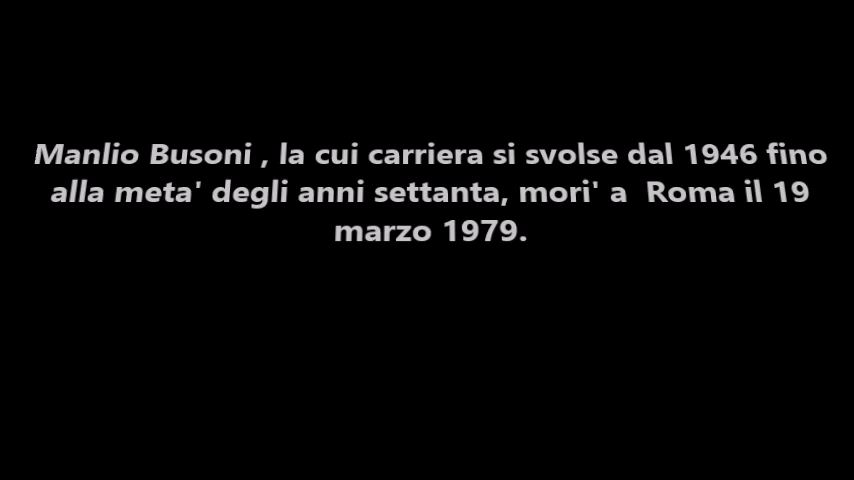 Manlio Busoni , la cui carriera si svolse dal 1946 fino
alla meta' degli anni settanta, mori' a  Roma il 19
marzo 1979.